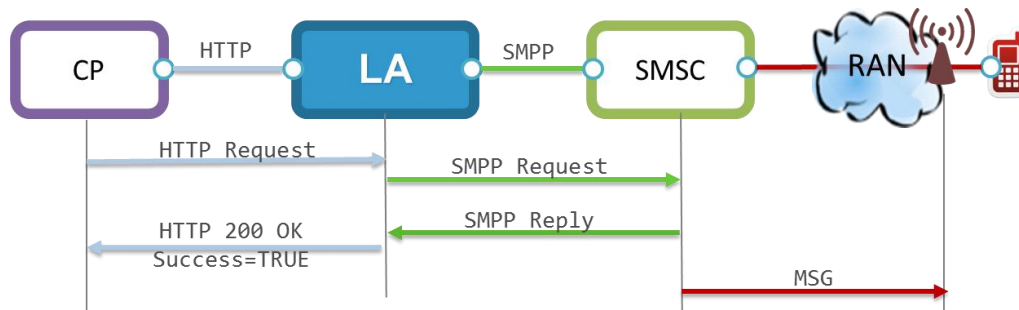 HTTP
SMPP
CP
LA
SMSC
RAN
HTTP Request
SMPP Request
SMPP Reply
HTTP 200 OK
Success=TRUE
MSG